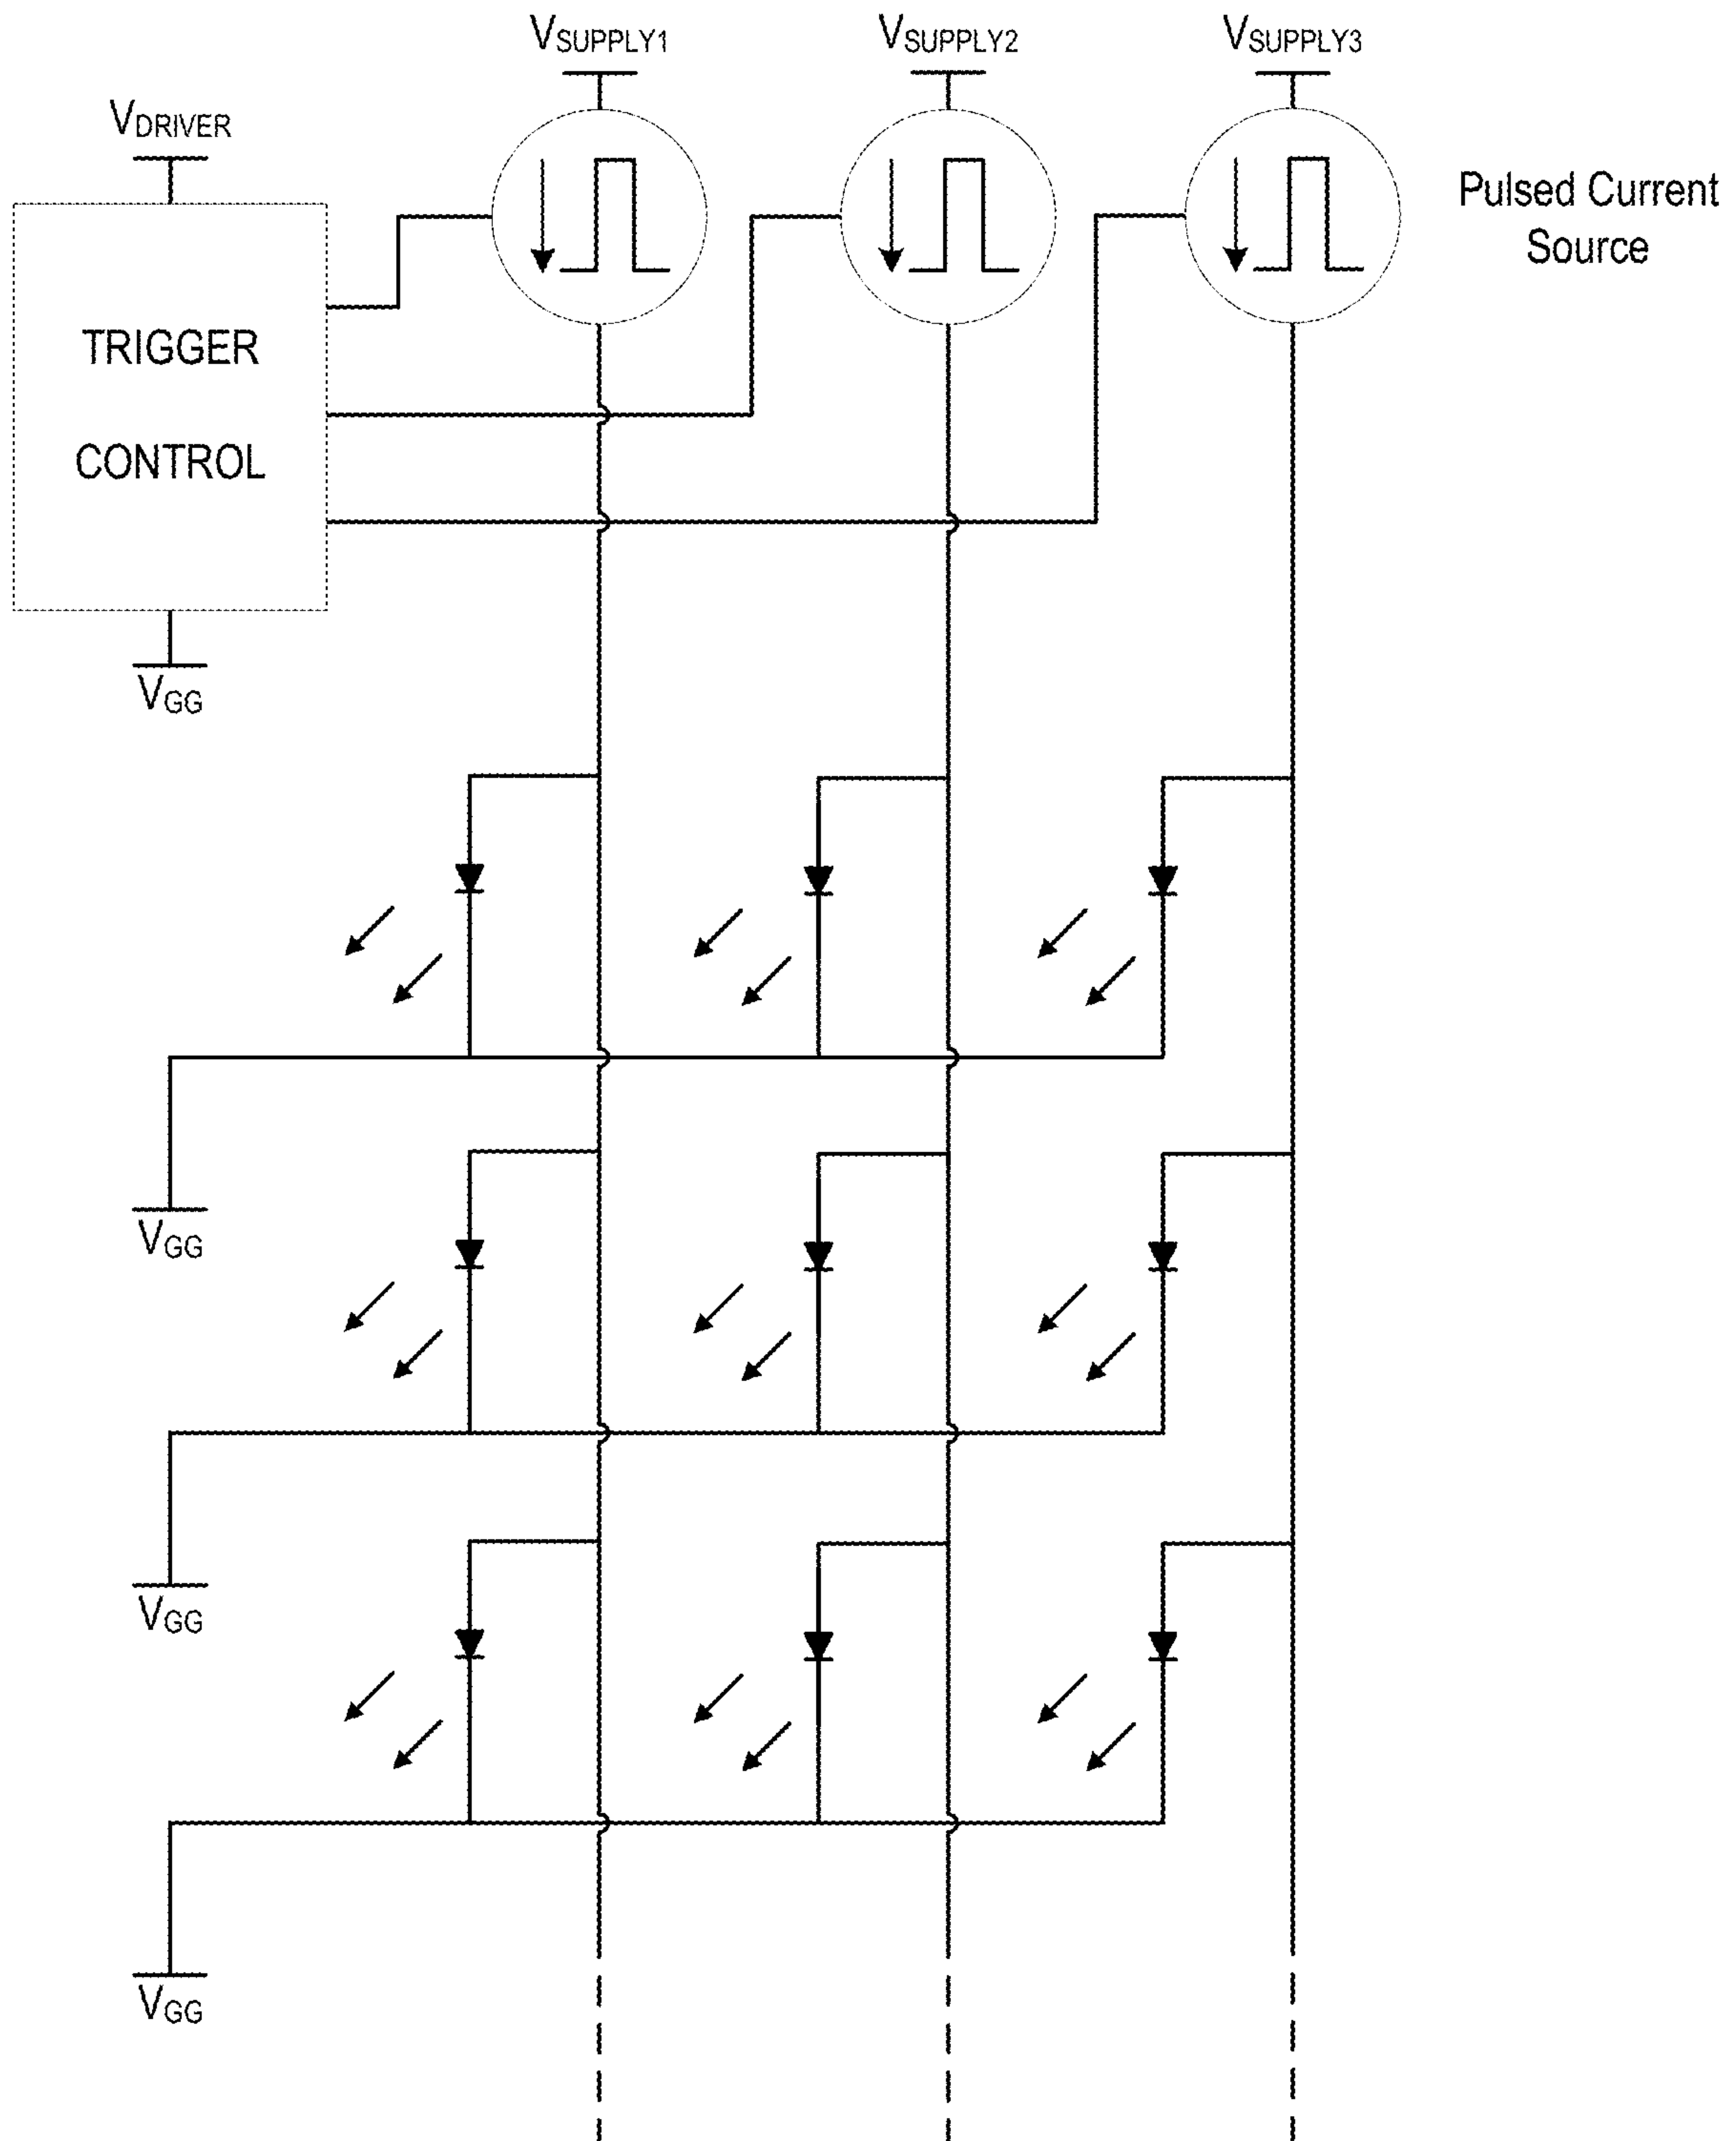 VSUPPLY1
VSUPPLY2
VSUPPLY3
VDRIVER
Pulsed Current
Source
TRIGGER
CONTROL
VGG
VGG
VGG
VGG